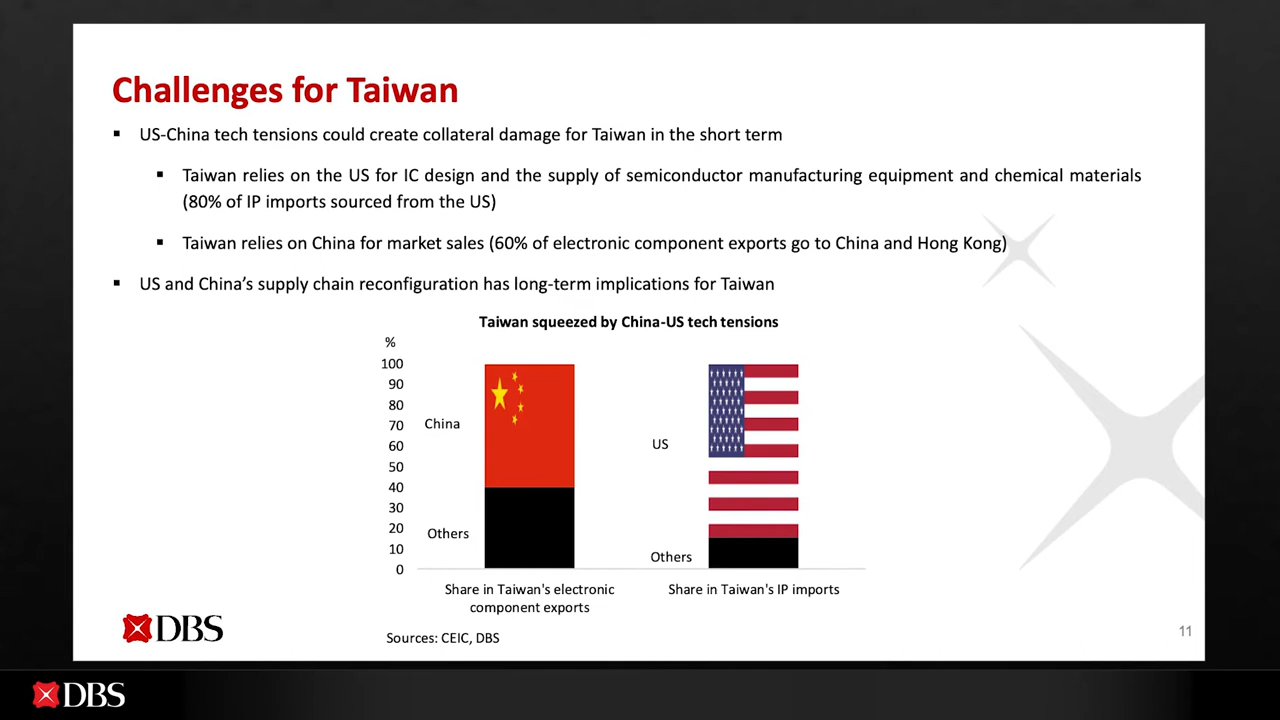 Challenges for Taiwan
▪ US-China tech tensions could create collateral damage for Taiwan in the short term
▪ Taiwan relies on the US for IC design and the supply of semiconductor manufacturing equipment and chemical materials
(80% of IP imports sourced from the US)
▪ Taiwan relies on China for market sales (60% of electronic component exports go to China and Hong Kong)
▪ US and China’s supply chain reconfiguration has long-term implications for Taiwan
Taiwan squeezed by China-US tech tensions
%
100
90
80
70
60
50
40
30
20
10
0
China
Others
US
Others
Share in Taiwan's electronic
component exports
Share in Taiwan's IP imports
Sources: CEIC, DBS
DBS
11
DBS